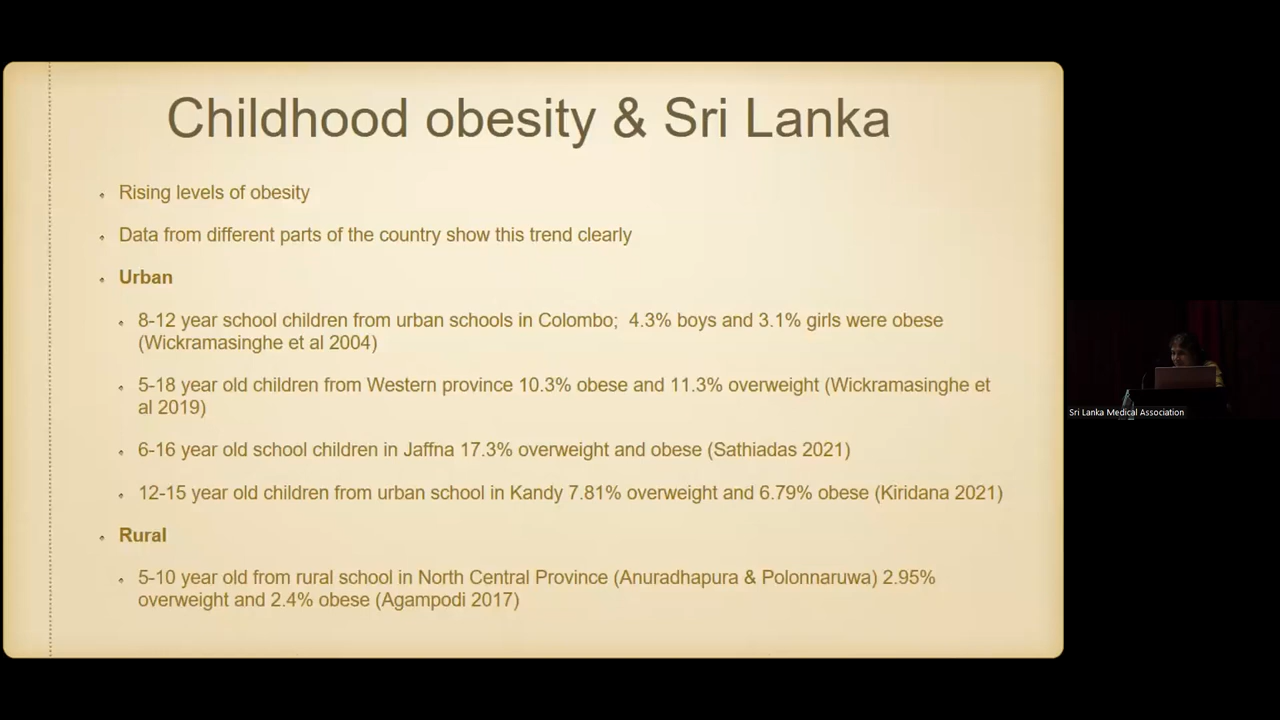 Childhood obesity & Sri Lanka
Rising levels of obesity
Data from different parts of the country show this trend clearly
Urban
8-12 year school children from urban schools in Colombo; 4.3% boys and 3.1% girls were obese
(Wickramasinghe et al 2004)
5-18 year old children from Western province 10.3% obese and 11.3% overweight (Wickramasinghe et
al 2019)
6-16 year old school children in Jaffna 17.3% overweight and obese (Sathiadas 2021)
12-15 year old children from urban school in Kandy 7.81% overweight and 6.79% obese (Kiridana 2021)
Rural
5-10 year old from rural school in North Central Province (Anuradhapura & Polonnaruwa) 2.95%
overweight and 2.4% obese (Agampodi 2017)
Sri Lanka Medical Association